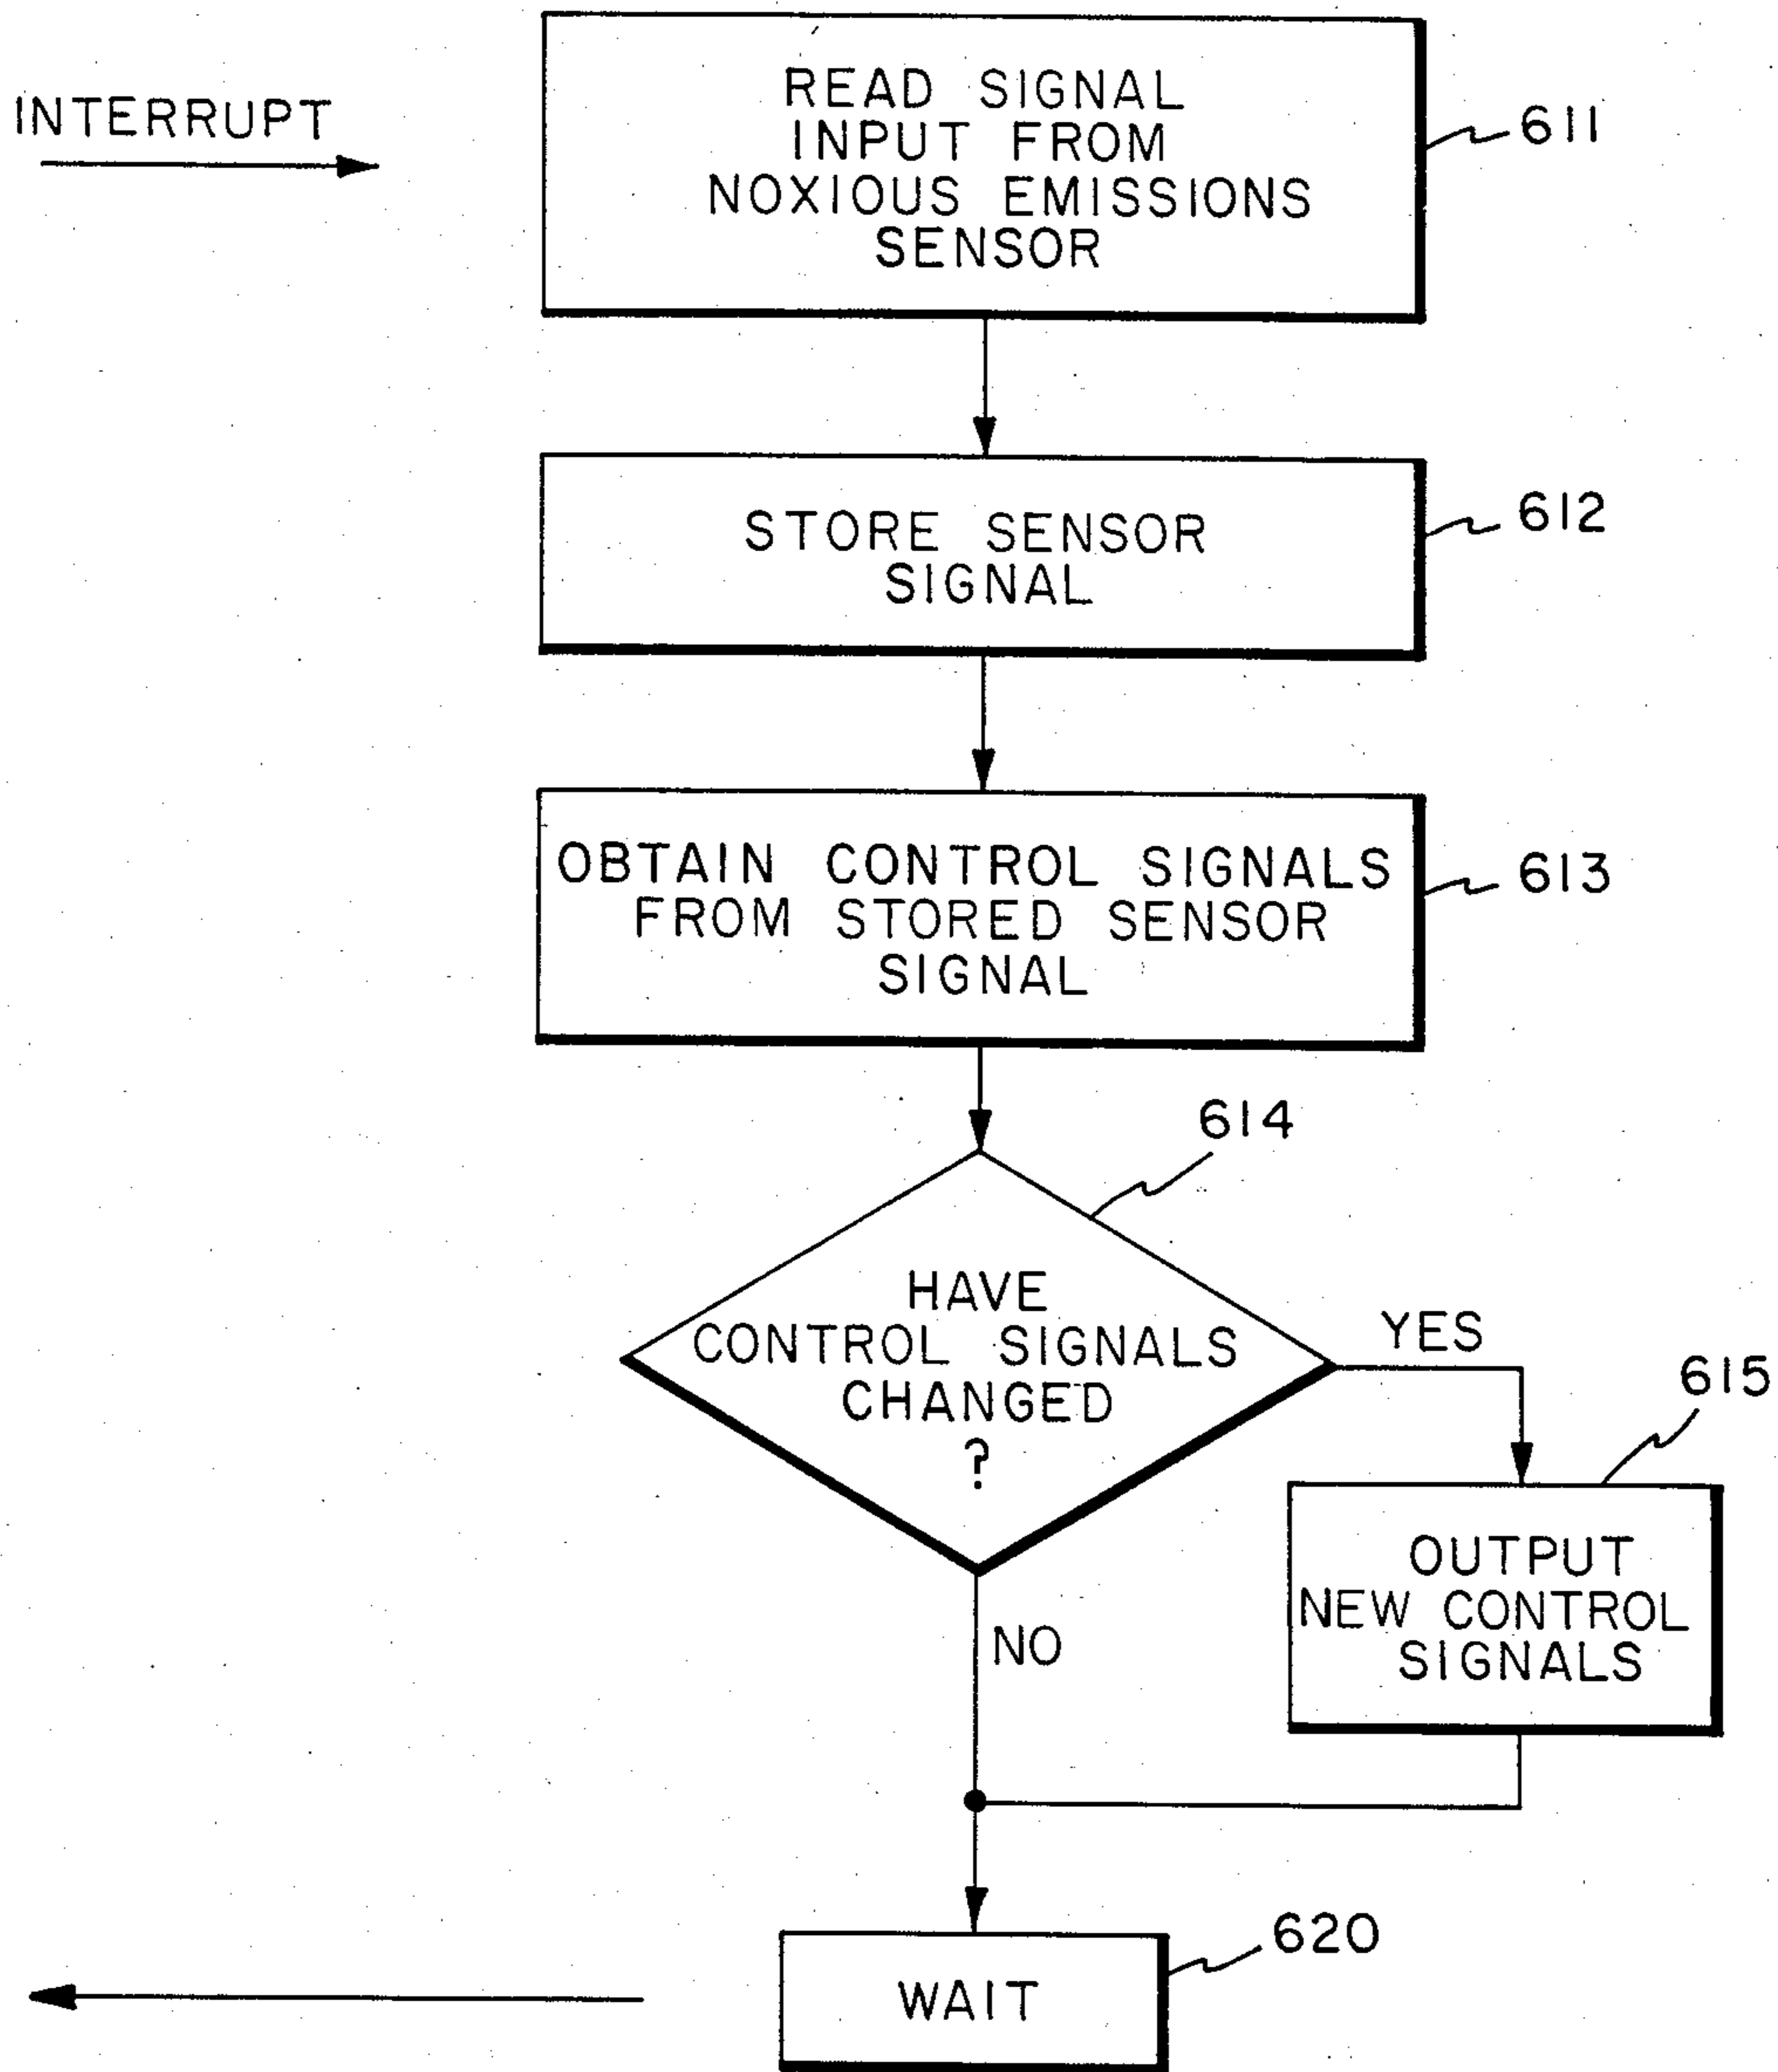 INTERRUPT
READ SIGNAL
INPUT FROM
NOXIOUS EMISSIONS
SENSOR
611
STORE SENSOR
SIGNAL
612
OBTAIN CONTROL SIGNALS
FROM STORED SENSOR
SIGNAL
613
614
HAVE
CONTROL SIGNALS
CHANGED
?
YES
615
OUTPUT
NEW CONTROL
SIGNALS
NO
620
WAIT